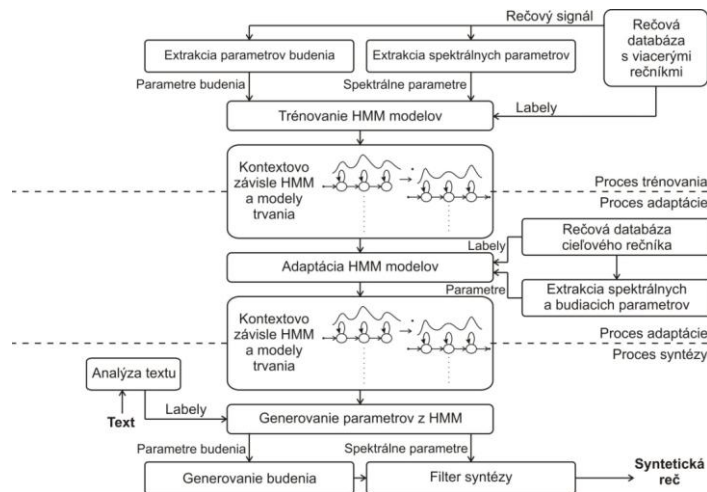 Rečový signál
Rečová
databáza
s viacerými
rečníkmi
Extrakcia parametrov budenia
Extrakcia spektrálnych parametrov
Parametre budenia
Spektrálne parametre
Labely
Trénovanie HMM modelov
Kontextovo
závisle HMM
a modely
trvania
Proces trénovania
Proces adaptácie
Rečová databáza
cieľového rečníka
Labely
Adaptácia HMM modelov
Parametre
Extrakcia spektrálnych
a budiacich parametrov
Kontextovo
závisle HMM
a modely
trvania
Proces adaptácie
Proces syntézy
Analýza textu
Text
Labely
Generovanie parametrov z HMM
Parametre budenia
Spektrálne parametre
Generovanie budenia
Filter syntézy
Syntetická
reč